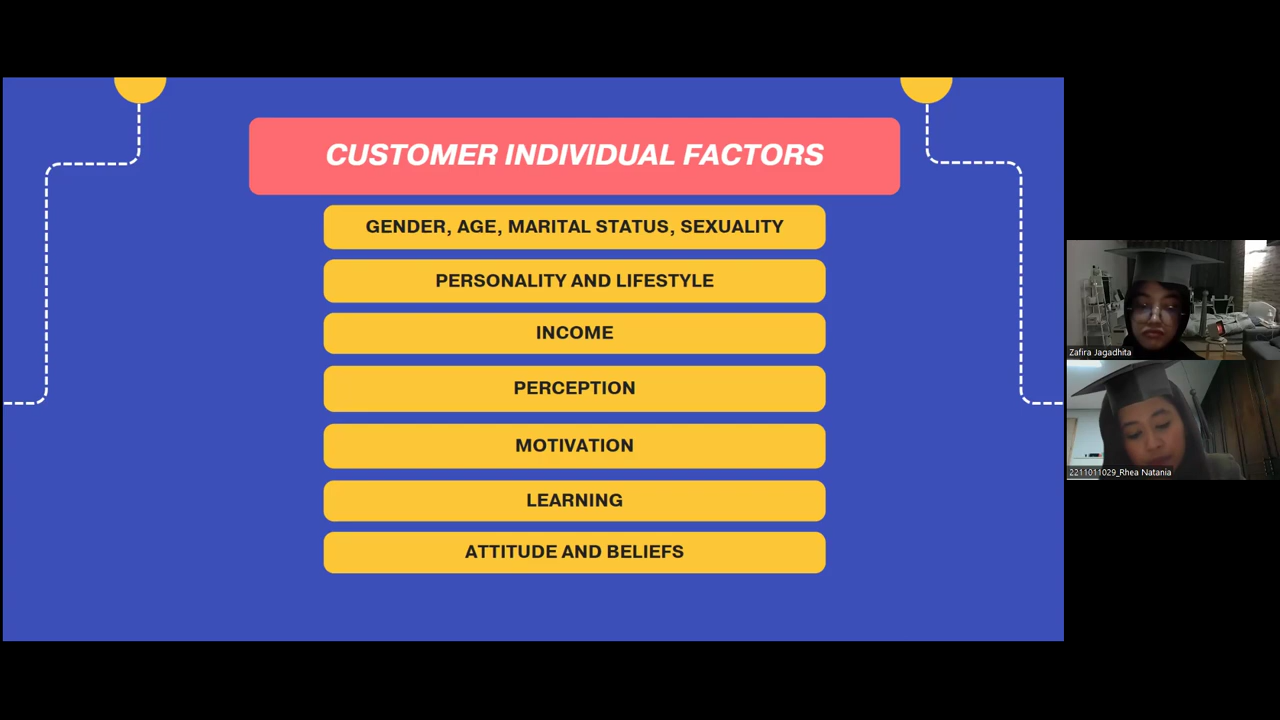 CUSTOMER INDIVIDUAL FACTORS
GENDER, AGE, MARITAL STATUS, SEXUALITY
PERSONALITY AND LIFESTYLE
INCOME
PERCEPTION
MOTIVATION
LEARNING
ATTITUDE AND BELIEFS
Zafira Jagadhita
2211011029_Rhea Natania